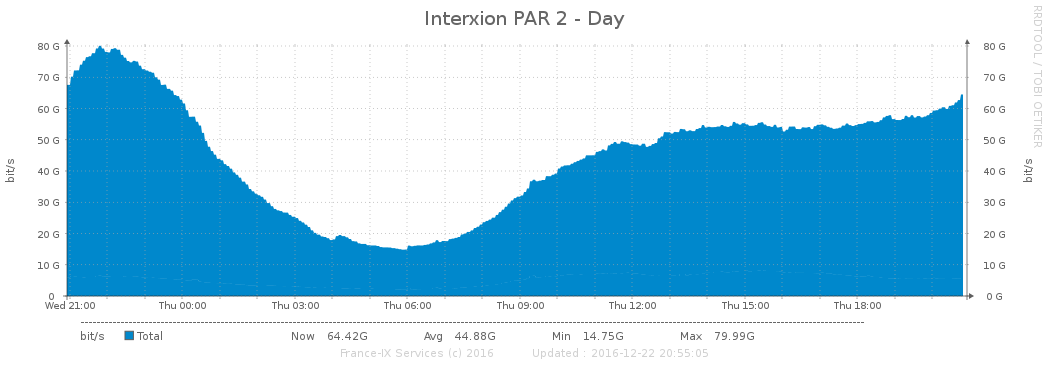 Interxion PAR 2 - Day
RRDTOOL / TOBI OETIKER
bit/s
80 G 80 G
70 G 70 G
60 G 60 G
50 G 50 G
40 G 40 G
30 G 30 G
20 G 20 G
10 G 10 G
0 0 G
bit/s
Wed 21:00 Thu 00:00 Thu 03:00 Thu 06:00 Thu 09:00 Thu 12:00 Thu 15:00 Thu 18:00
bit/s Total Now 64.42G Avg 44.88G Min 14.75G Max 79.99G
France-IX Services (c) 2016 Updated : 2016-12-22 20:55:05